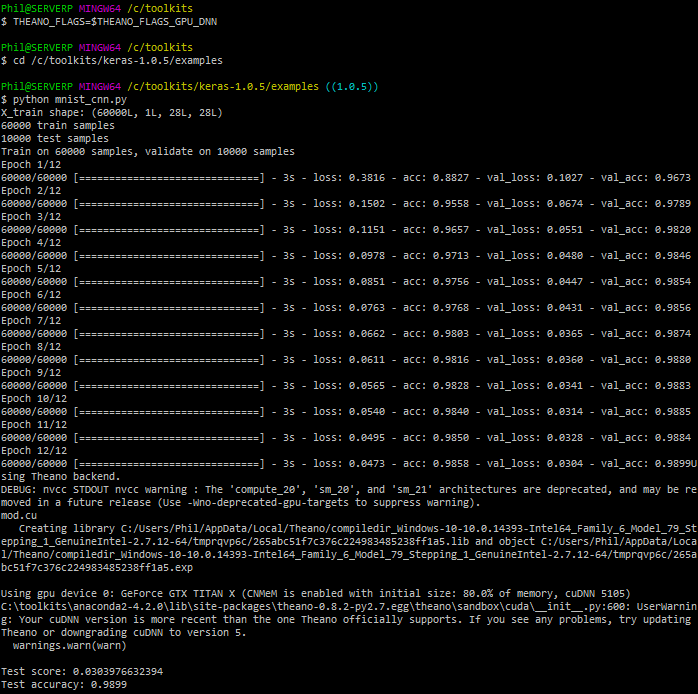 Phil@SERVERP MINGW64 /c/toolkits
$ THEANO_FLAGS=$THEANO_FLAGS_GPU_DNN
Phil@SERVERP MINGW64 /c/toolkits
$ cd /c/toolkits/keras-1.0.5/examples
Phil@SERVERP MINGW64 /c/toolkits/keras-1.0.5/examples ((1.0.5))
$ python mnist_cnn.py
X_train shape: (60000L, 1L, 28L, 28L)
60000 train samples
10000 test samples
Train on 60000 samples, validate on 10000 samples
Epoch 1/12
60000/60000 [==============================] - 3s - loss: 0.3816 - acc: 0.8827 - val_loss: 0.1027 - val_acc: 0.9673
Epoch 2/12
60000/60000 [==============================] - 3s - loss: 0.1502 - acc: 0.9558 - val_loss: 0.0674 - val_acc: 0.9789
Epoch 3/12
60000/60000 [==============================] - 3s - loss: 0.1151 - acc: 0.9657 - val_loss: 0.0551 - val_acc: 0.9820
Epoch 4/12
60000/60000 [==============================] - 3s - loss: 0.0978 - acc: 0.9713 - val_loss: 0.0480 - val_acc: 0.9846
Epoch 5/12
60000/60000 [==============================] - 3s - loss: 0.0851 - acc: 0.9756 - val_loss: 0.0447 - val_acc: 0.9854
Epoch 6/12
60000/60000 [==============================] - 3s - loss: 0.0763 - acc: 0.9768 - val_loss: 0.0431 - val_acc: 0.9856
Epoch 7/12
60000/60000 [==============================] - 3s - loss: 0.0662 - acc: 0.9803 - val_loss: 0.0365 - val_acc: 0.9874
Epoch 8/12
60000/60000 [==============================] - 3s - loss: 0.0611 - acc: 0.9816 - val_loss: 0.0360 - val_acc: 0.9880
Epoch 9/12
60000/60000 [==============================] - 3s - loss: 0.0565 - acc: 0.9828 - val_loss: 0.0341 - val_acc: 0.9883
Epoch 10/12
60000/60000 [==============================] - 3s - loss: 0.0540 - acc: 0.9840 - val_loss: 0.0314 - val_acc: 0.9885
Epoch 11/12
60000/60000 [==============================] - 3s - loss: 0.0495 - acc: 0.9850 - val_loss: 0.0328 - val_acc: 0.9884
Epoch 12/12
60000/60000 [==============================] - 3s - loss: 0.0473 - acc: 0.9858 - val_loss: 0.0304 - val_acc: 0.9899U
sing Theano backend.
DEBUG: nvcc STDOUT nvcc warning : The 'compute_20', 'sm_20', and 'sm_21' architectures are deprecated, and may be re
moved in a future release (Use -Wno-deprecated-gpu-targets to suppress warning).
mod.cu
   Creating library C:/Users/Phil/AppData/Local/Theano/compiledir_Windows-10-10.0.14393-Intel64_Family_6_Model_79_St
epping_1_GenuineIntel-2.7.12-64/tmprqvp6c/265abc51f7c376c224983485238ff1a5.lib and object C:/Users/Phil/AppData/Loca
l/Theano/compiledir_Windows-10-10.0.14393-Intel64_Family_6_Model_79_Stepping_1_GenuineIntel-2.7.12-64/tmprqvp6c/265a
bc51f7c376c224983485238ff1a5.exp
Using gpu device 0: GeForce GTX TITAN X (CNMeM is enabled with initial size: 80.0% of memory, cuDNN 5105)
C:\toolkits\anaconda2-4.2.0\lib\site-packages\theano-0.8.2-py2.7.egg\theano\sandbox\cuda\__init__.py:600: UserWarnin
g: Your cuDNN version is more recent than the one Theano officially supports. If you see any problems, try updating
Theano or downgrading cuDNN to version 5.
  warnings.warn(warn)
Test score: 0.0303976632394
Test accuracy: 0.9899